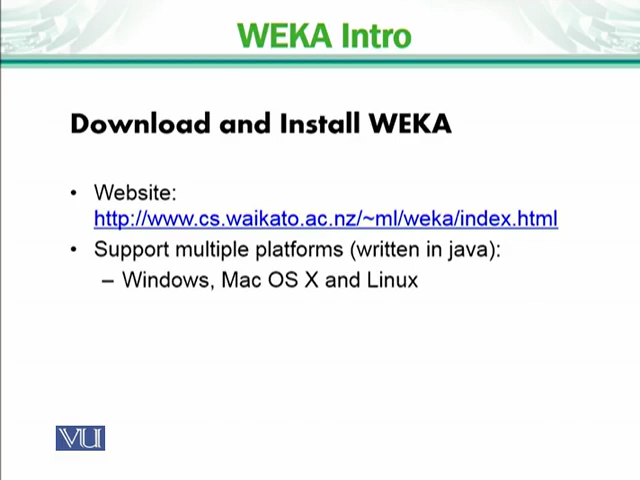 WEKA Intro
Download and Install WEKA
• Website:
http://www.cs.waikato.ac.nz/~ml/weka/index.html
• Support multiple platforms (written in java):
– Windows, Mac OS X and Linux
VU